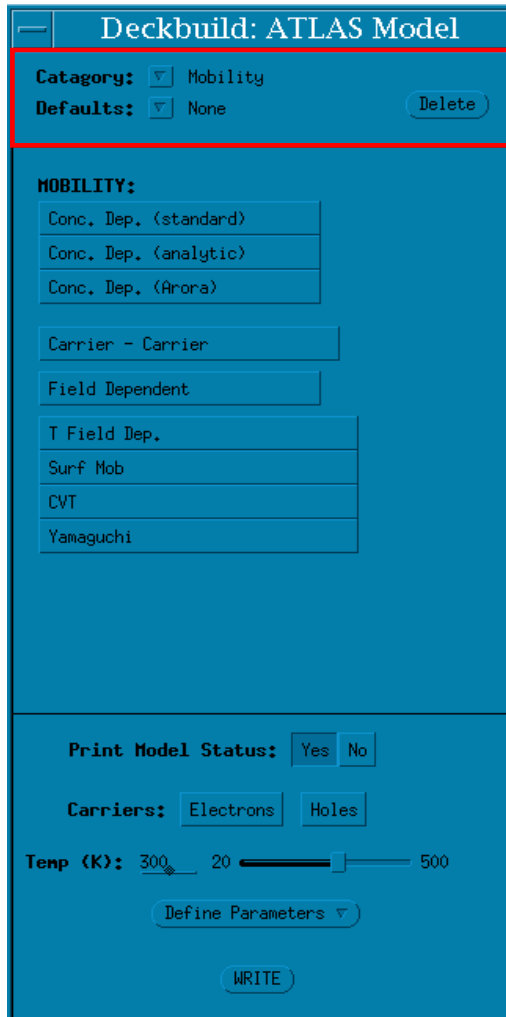 Deckbuild: ATLAS Model
Catagory: Mobility
Defaults: None
Delete
MOBILITY:
Conc. Dep. (standard)
Conc. Dep. (analytic)
Conc. Dep. (Arora)
Carrier - Carrier
Field Dependent
T Field Dep.
Surf Mob
CVT
Yamaguchi
Print Model Status: Yes No
Carriers: Electrons Holes
Temp (K): 300 20 500
Define Parameters
WRITE